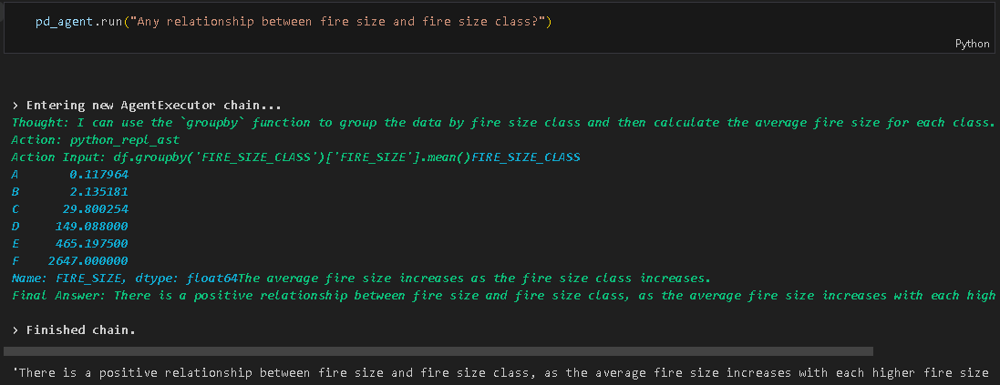 pd_agent.run("Any relationship between fire size and fire size class?")
Python
> Entering new AgentExecutor chain...
Thought: I can use the `groupby` function to group the data by fire size class and then calculate the average fire size for each class.
Action: python_repl_ast
Action Input: df.groupby('FIRE_SIZE_CLASS')['FIRE_SIZE'].mean()FIRE_SIZE_CLASS
A 0.117964
B 2.135181
C 29.800254
D 149.088000
E 465.197500
F 2647.000000
Name: FIRE_SIZE, dtype: float64The average fire size increases as the fire size class increases.
Final Answer: There is a positive relationship between fire size and fire size class, as the average fire size increases with each high
> Finished chain.
'There is a positive relationship between fire size and fire size class, as the average fire size increases with each higher fire size